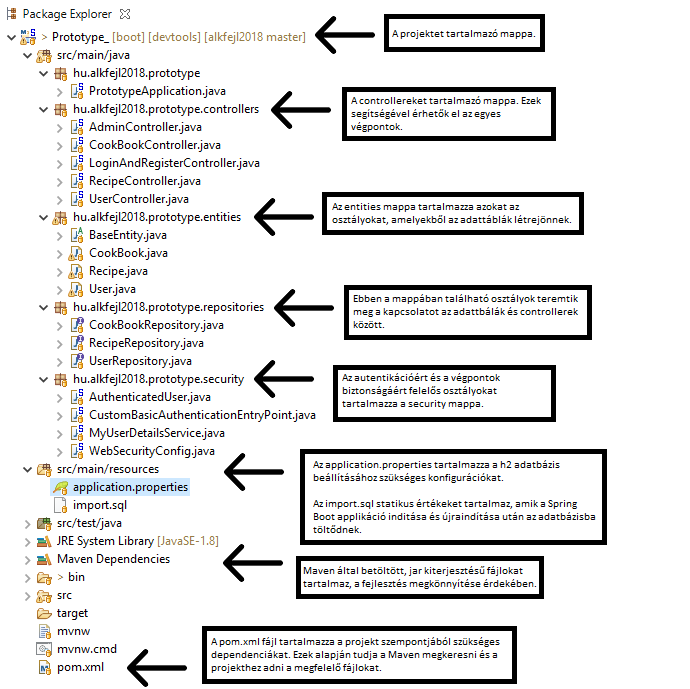 Package Explorer
> Prototype_ [boot] [devtools] [alkfejl2018 master]
A projektet tartalmazó mappa.
src/main/java
hu.alkfejl2018.prototype
PrototypeApplication.java
hu.alkfejl2018.prototype.controllers
A controllereket tartalmazó mappa. Ezek
segítségével érhetők el az egyes
végpontok.
AdminController.java
CookBookController.java
LoginAndRegisterController.java
RecipeController.java
UserController.java
hu.alkfejl2018.prototype.entities
Az entities mappa tartalmazza azokat az
osztályokat, amelyekből az adattáblák létrejönnek.
BaseEntity.java
CookBook.java
Recipe.java
User.java
hu.alkfejl2018.prototype.repositories
Ebben a mappában található osztályok teremtik
meg a kapcsolatot az adattbálák és controllerek
között.
CookBookRepository.java
RecipeRepository.java
UserRepository.java
hu.alkfejl2018.prototype.security
Az autentikációért és a végpontok
biztonságáért felelős osztályokat
tartalmazza a security mappa.
AuthenticatedUser.java
CustomBasicAuthenticationEntryPoint.java
MyUserDetailsService.java
WebSecurityConfig.java
src/main/resources
Az application.properties tartalmazza a h2 adatbázis
beállításához szükséges konfigurációkat.
Az import.sql statikus értékeket tartalmaz, amik a Spring
Boot applikáció indítása és újraindítása után az adatbázisba
töltődnek.
application.properties
import.sql
src/test/java
JRE System Library [JavaSE-1.8]
Maven Dependencies
Maven által betöltött, jar kiterjesztésű fájlokat
tartalmaz, a fejlesztés megkönnyítése érdekében.
> bin
src
target
mvnw
mvnw.cmd
pom.xml
A pom.xml fájl tartalmazza a projekt szempontjából szükséges
dependenciákat. Ezek alapján tudja a Maven megkeresni és a
projekthez adni a megfelelő fájlokat.